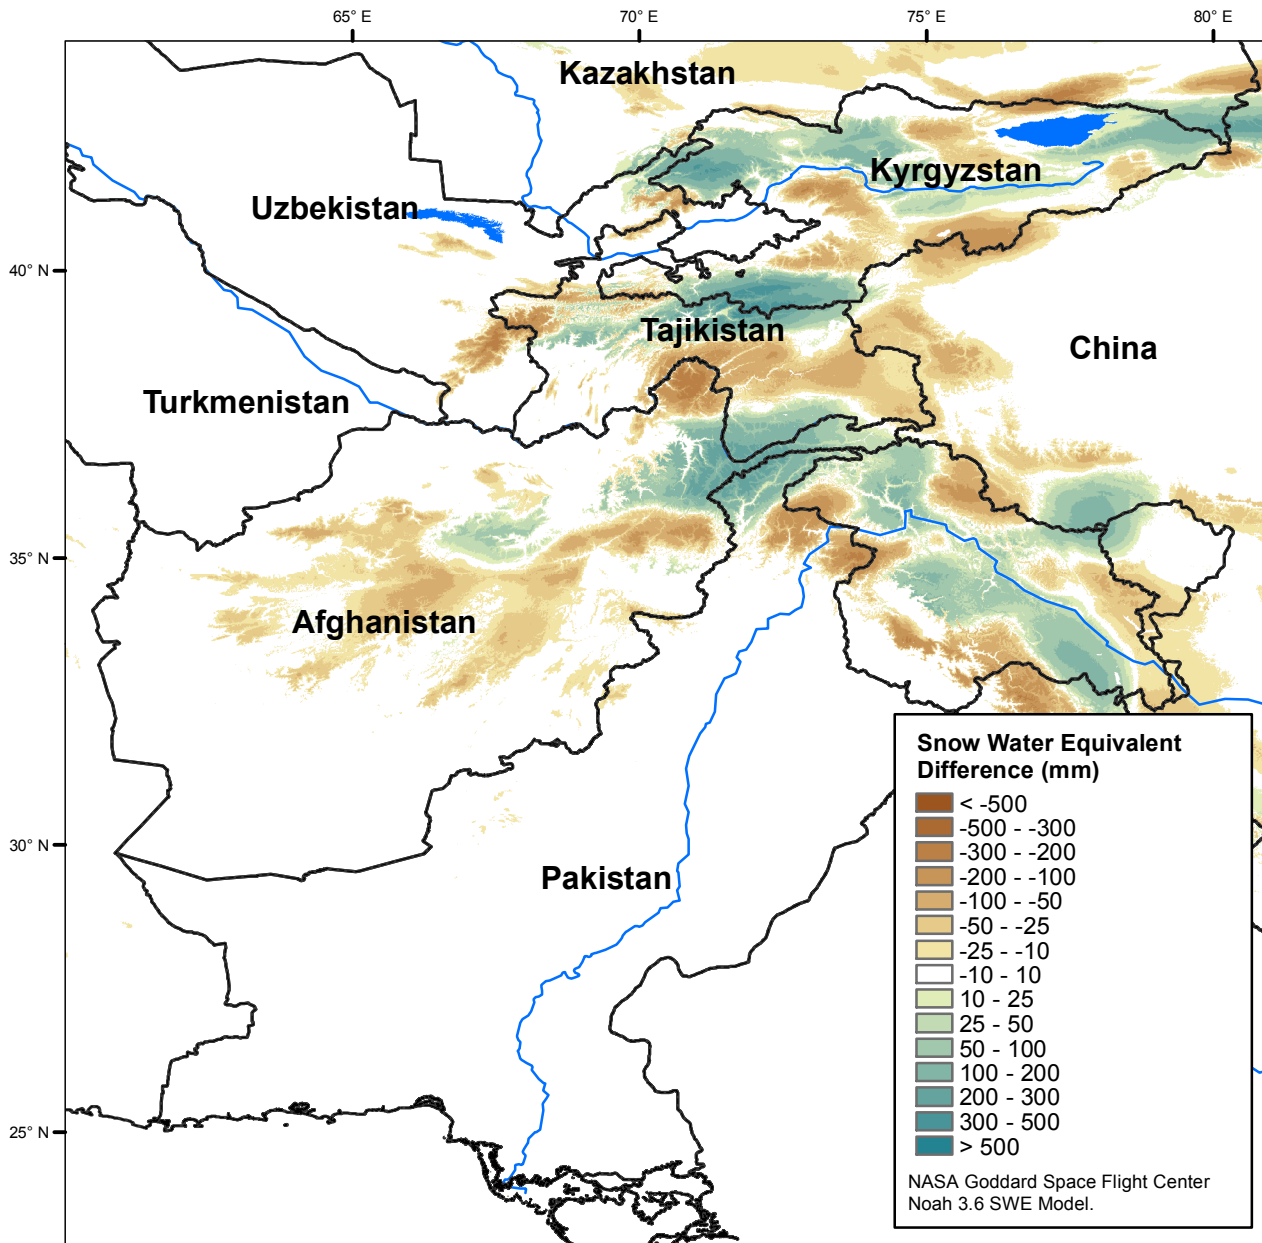 65° E
70° E
75° E
80° E
Kazakhstan
Kyrgyzstan
Uzbekistan
40° N
Tajikistan
China
Turkmenistan
35° N
Afghanistan
30° N
Pakistan
25° N
Snow Water Equivalent
Difference (mm)
< -500
-500 - -300
-300 - -200
-200 - -100
-100 - -50
-50 - -25
-25 - -10
-10 - 10
10 - 25
25 - 50
50 - 100
100 - 200
200 - 300
300 - 500
> 500
NASA Goddard Space Flight Center
Noah 3.6 SWE Model.